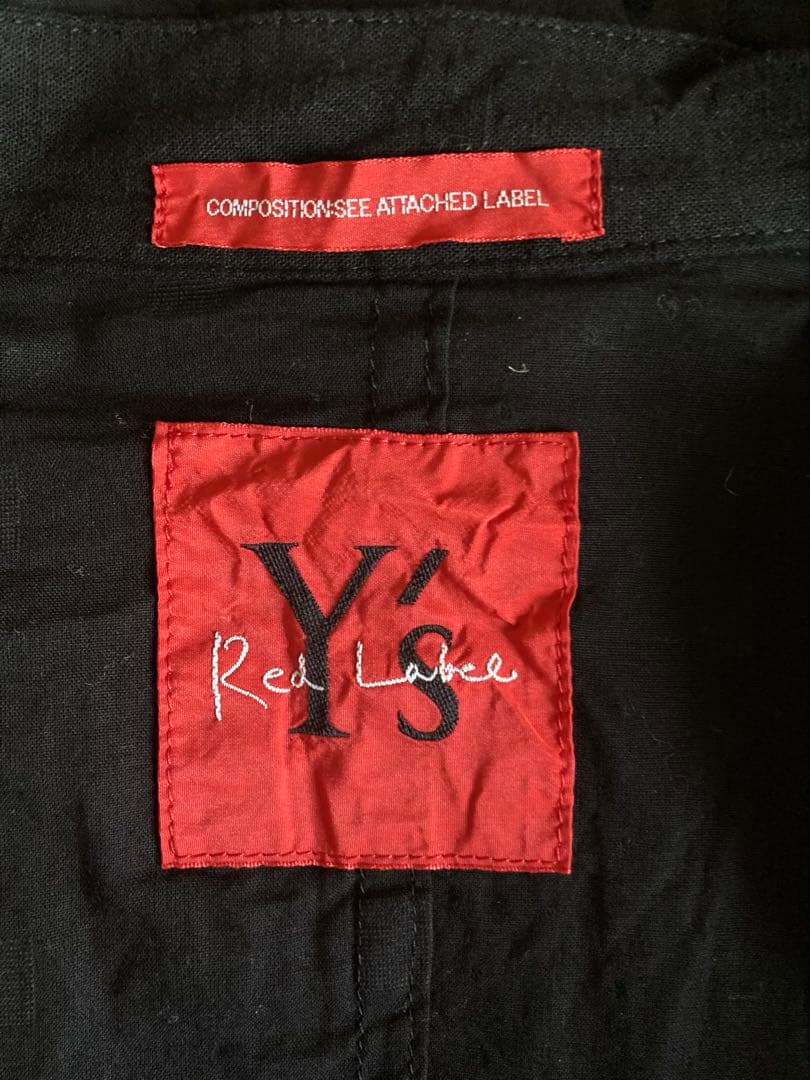 COMPOSITION:SEE ATTACHED LABEL
Y's
Red Label